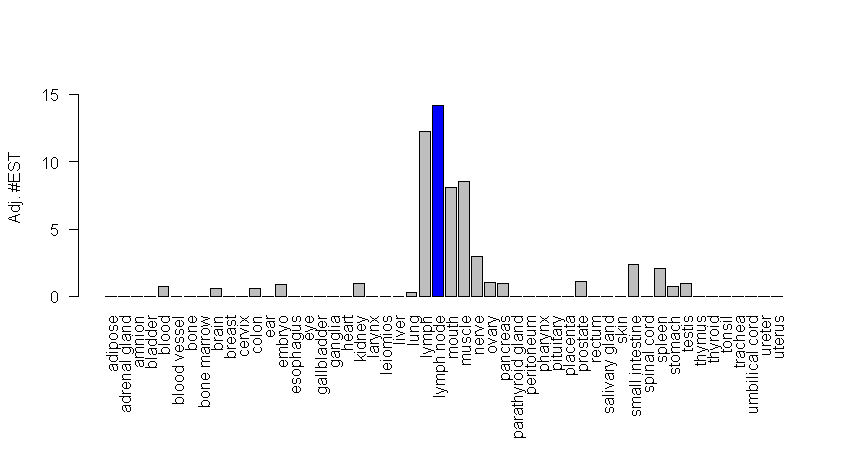 15
10
5
0
Adj. #EST
adipose
adrenal gland
amnion
bladder
blood
blood vessel
bone
bone marrow
brain
breast
cervix
colon
ear
embryo
esophagus
eye
gallbladder
ganglia
heart
kidney
larynx
leiomios
liver
lung
lymph
lymph node
mouth
muscle
nerve
ovary
pancreas
parathyroid gland
peritoneum
pharynx
pituitary
placenta
prostate
rectum
salivary gland
skin
small intestine
spinal cord
spleen
stomach
testis
thymus
thyroid
tonsil
trachea
umbilical cord
ureter
uterus